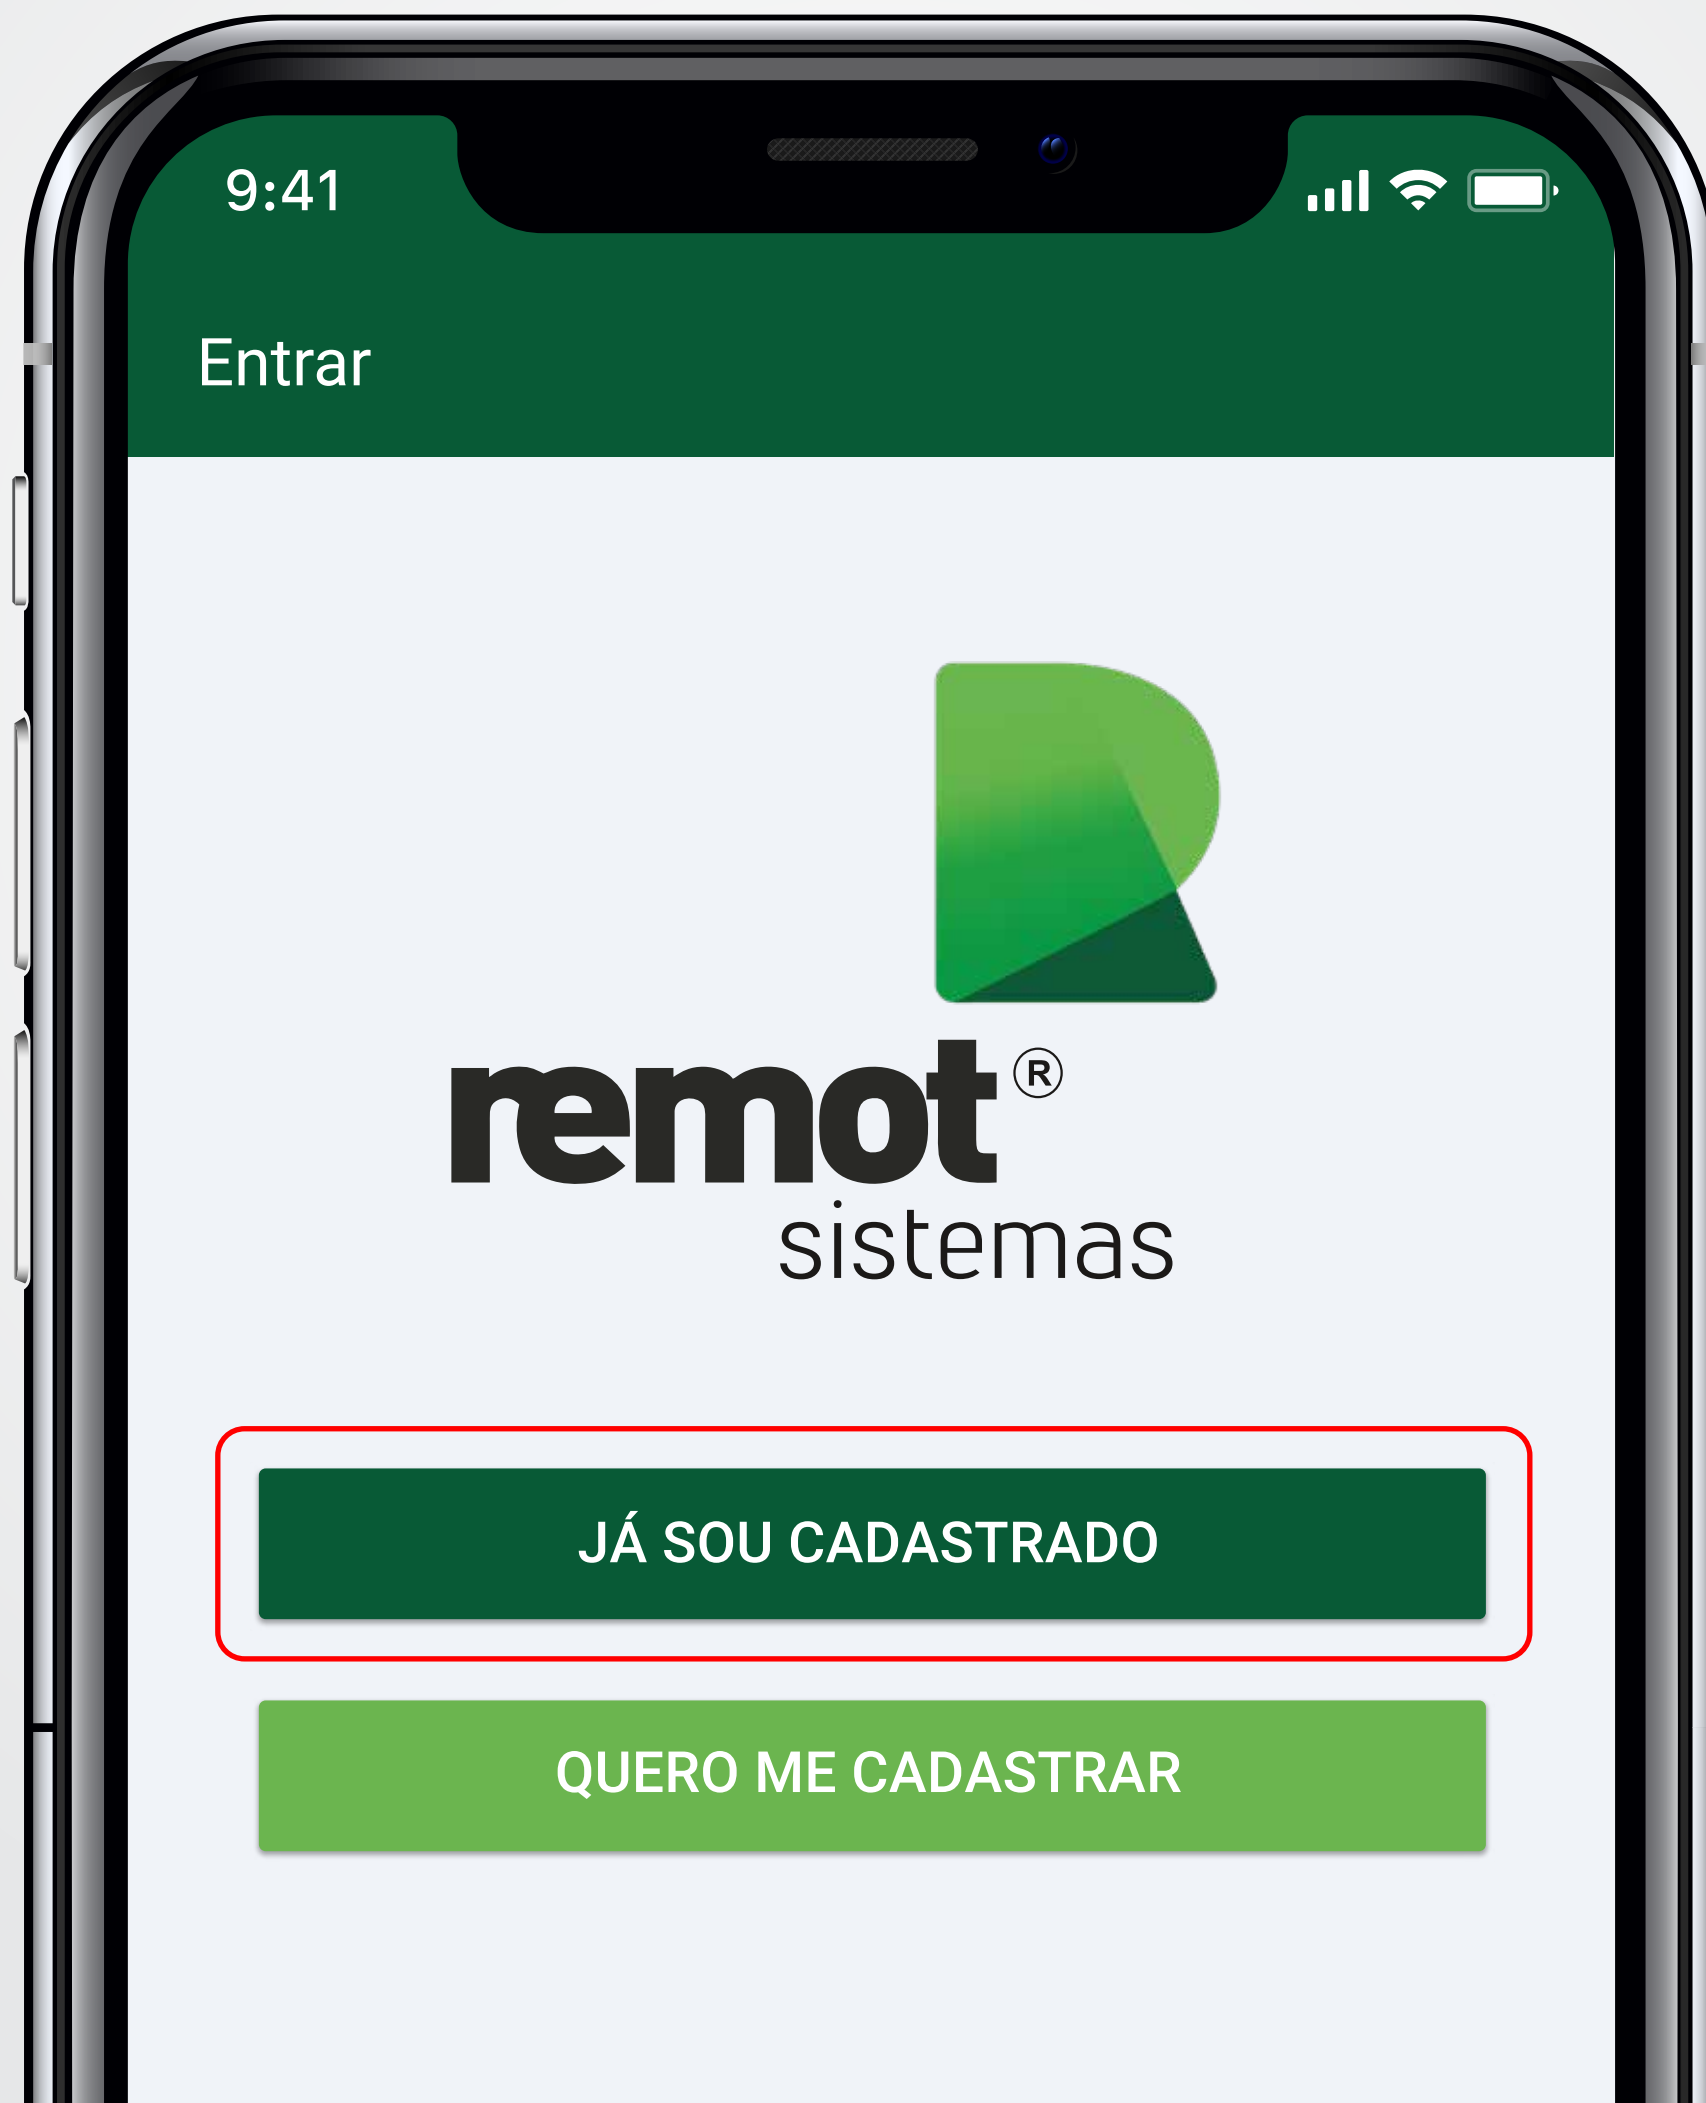 9:41
Entrar
remot®
sistemas
JÁ SOU CADASTRADO
QUERO ME CADASTRAR